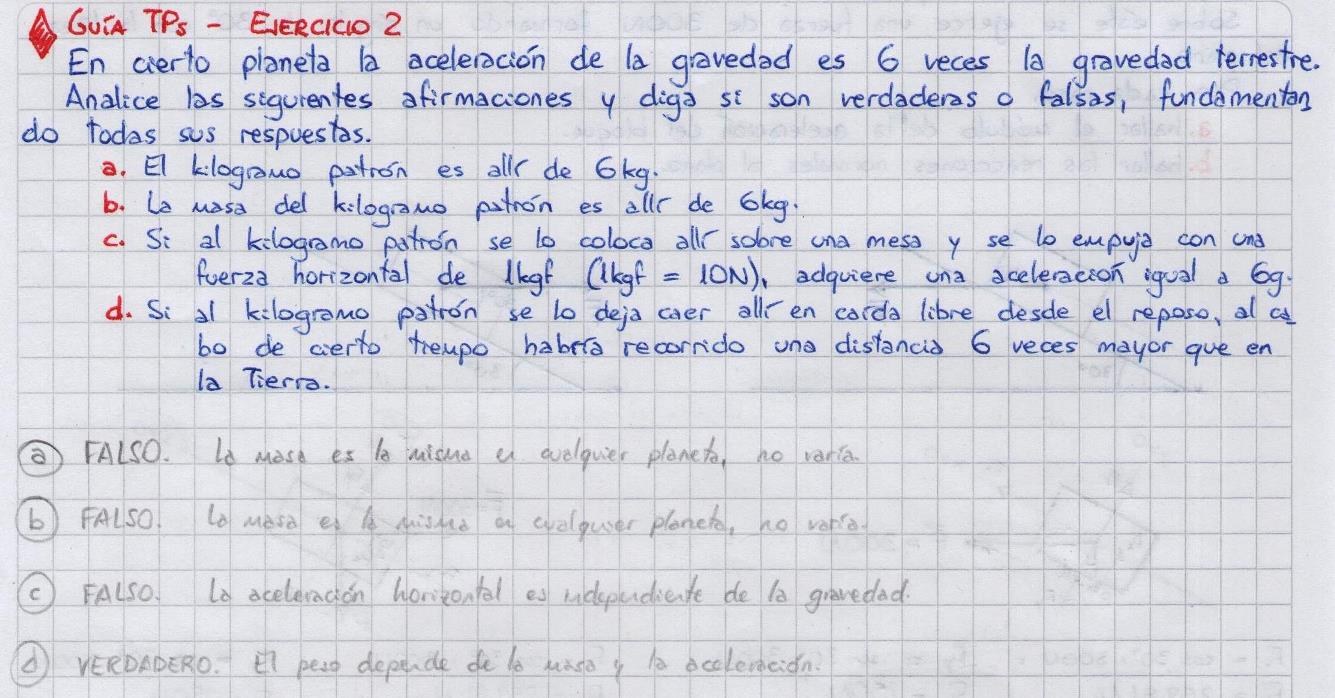 GUÍA TPs - EJERCICIO 2
En cierto planeta la aceleración de la gravedad es 6 veces la gravedad terrestre.
Analice las siguientes afirmaciones y diga si son verdaderas o falsas, fundamentan
do todas sus respuestas.
a. El kilogramo patrón es allí de 6kg.
b. La masa del kilogramo patrón es allí de 6kg.
c. Si al kilogramo patrón se lo coloca allí sobre una mesa y se lo empuja con una
fuerza horizontal de 1kgf (1kgf = 10N), adquiere una aceleración igual a 6g.
d. Si al kilogramo patrón se lo deja caer allí en caída libre desde el reposo, al ca
bo de cierto tiempo habría recorrido una distancia 6 veces mayor que en
la Tierra.
a FALSO. La masa es la misma en cualquier planeta, no varía.
b FALSO. La masa es la misma en cualquier planeta, no varía.
c FALSO. La aceleración horizontal es independiente de la gravedad.
d VERDADERO. El peso depende de la masa y la aceleración.